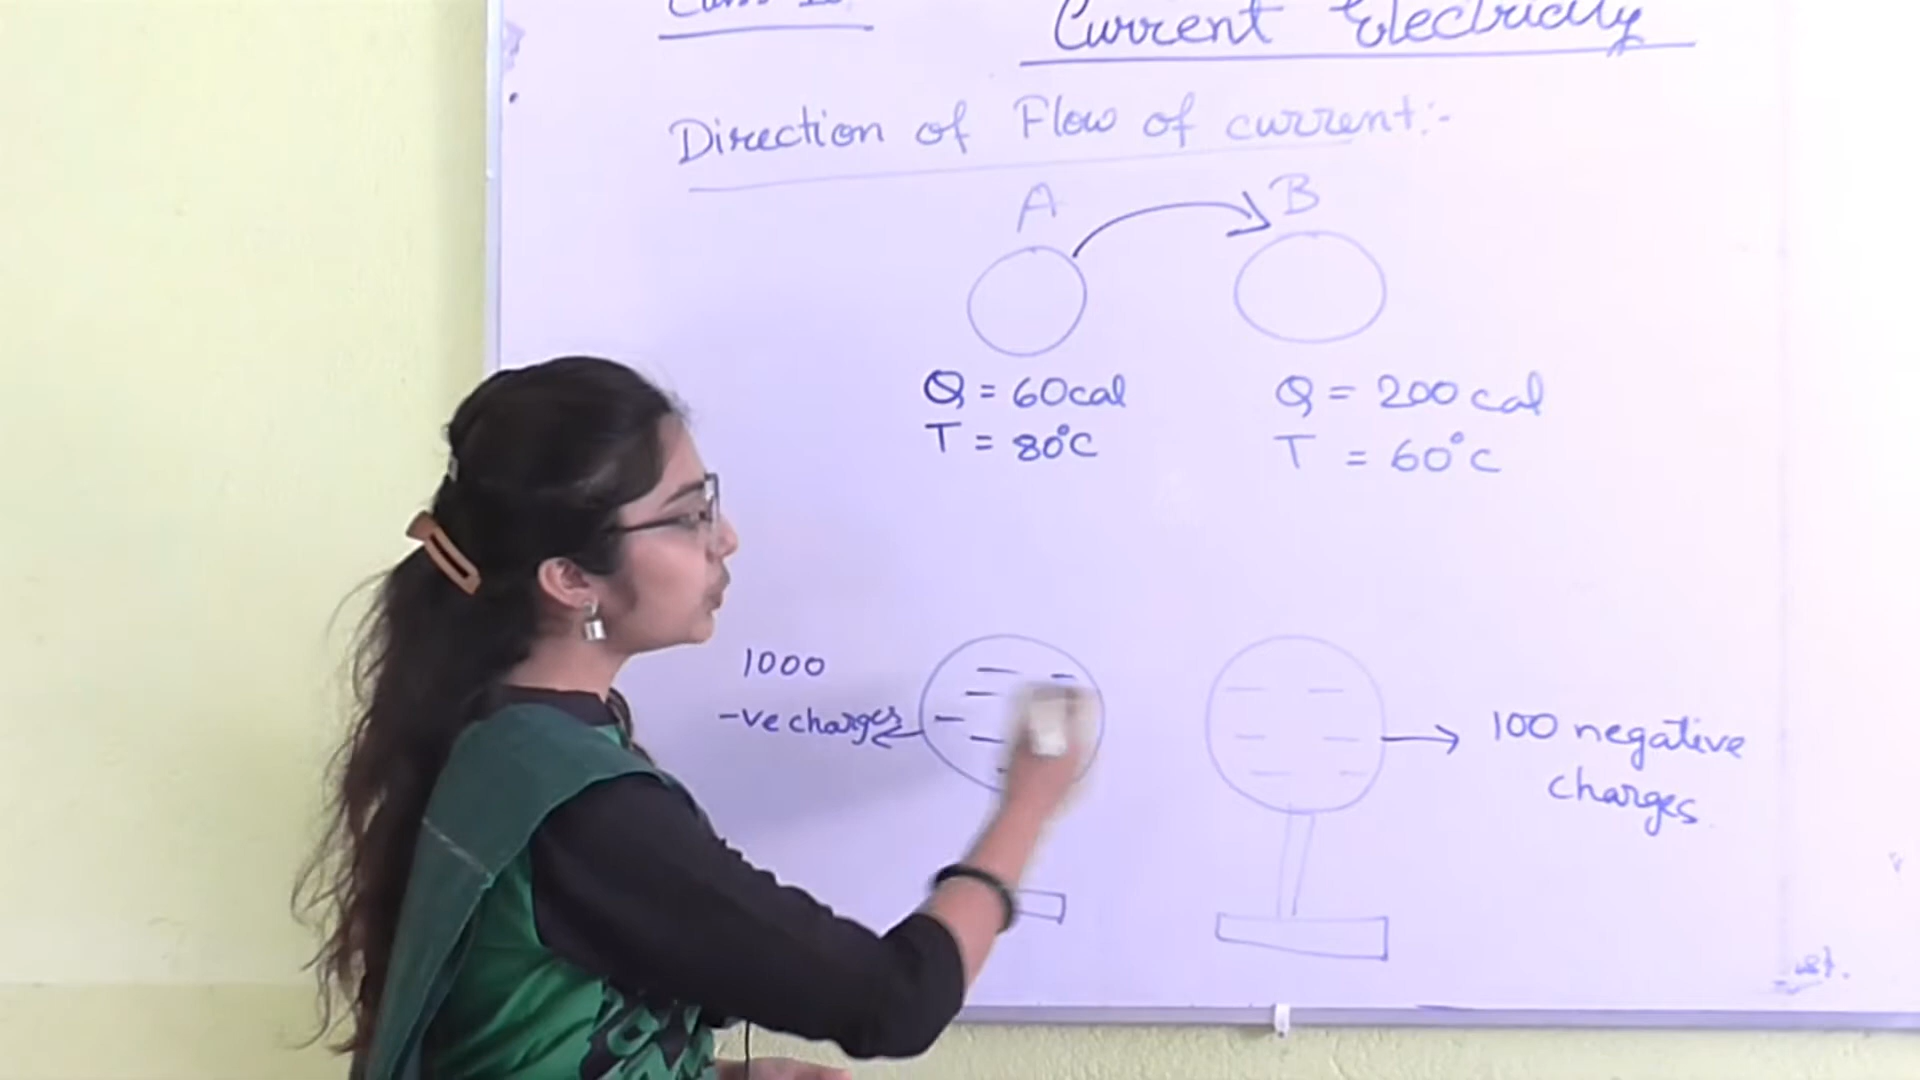 Current Electricity
Direction of Flow of current:-
A
B
Q = 60cal
T = 80°C
Q = 200 cal
T = 60°C
1000
-ve charges
100 negative
charges